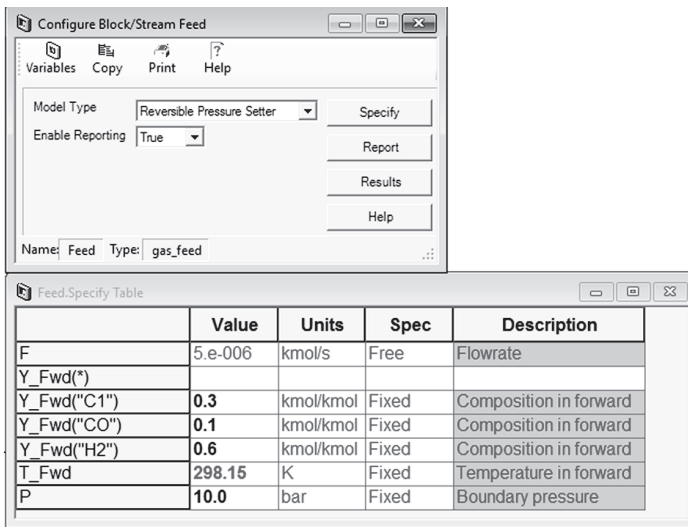 Configure Block/Stream Feed
Variables Copy Print Help
Model Type Reversible Pressure Setter Specify
Enable Reporting True Report
Results
Help
Name: Feed Type: gas_feed
Feed.Specify Table
Value Units Spec Description
F 5.e-006 kmol/s Free Flowrate
Y_Fwd(*)
Y_Fwd("C1") 0.3 kmol/kmol Fixed Composition in forward
Y_Fwd("CO") 0.1 kmol/kmol Fixed Composition in forward
Y_Fwd("H2") 0.6 kmol/kmol Fixed Composition in forward
T_Fwd 298.15 K Fixed Temperature in forward
P 10.0 bar Fixed Boundary pressure